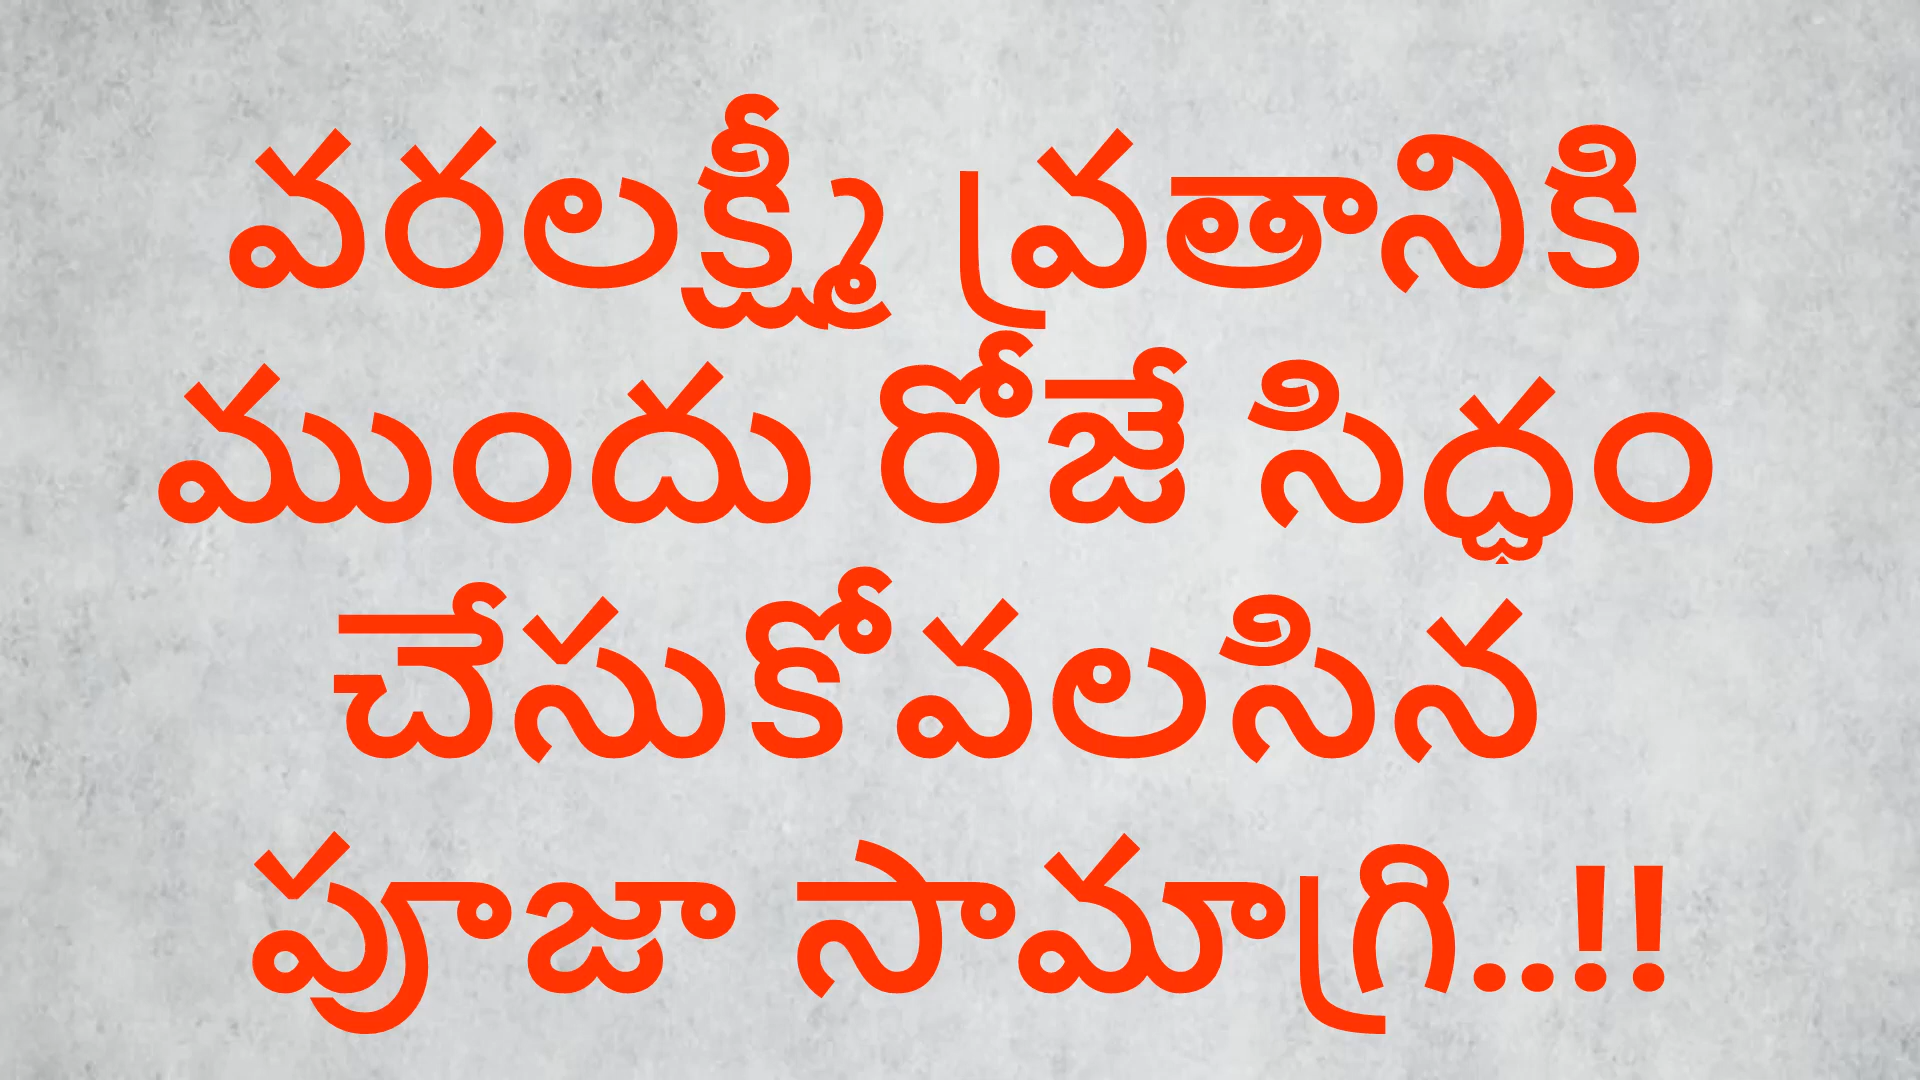 వరలక్ష్మీ వ్రతానికి
ముందు రోజే సిద్ధం
చేసుకోవలసిన
పూజా సామాగ్రి..!!